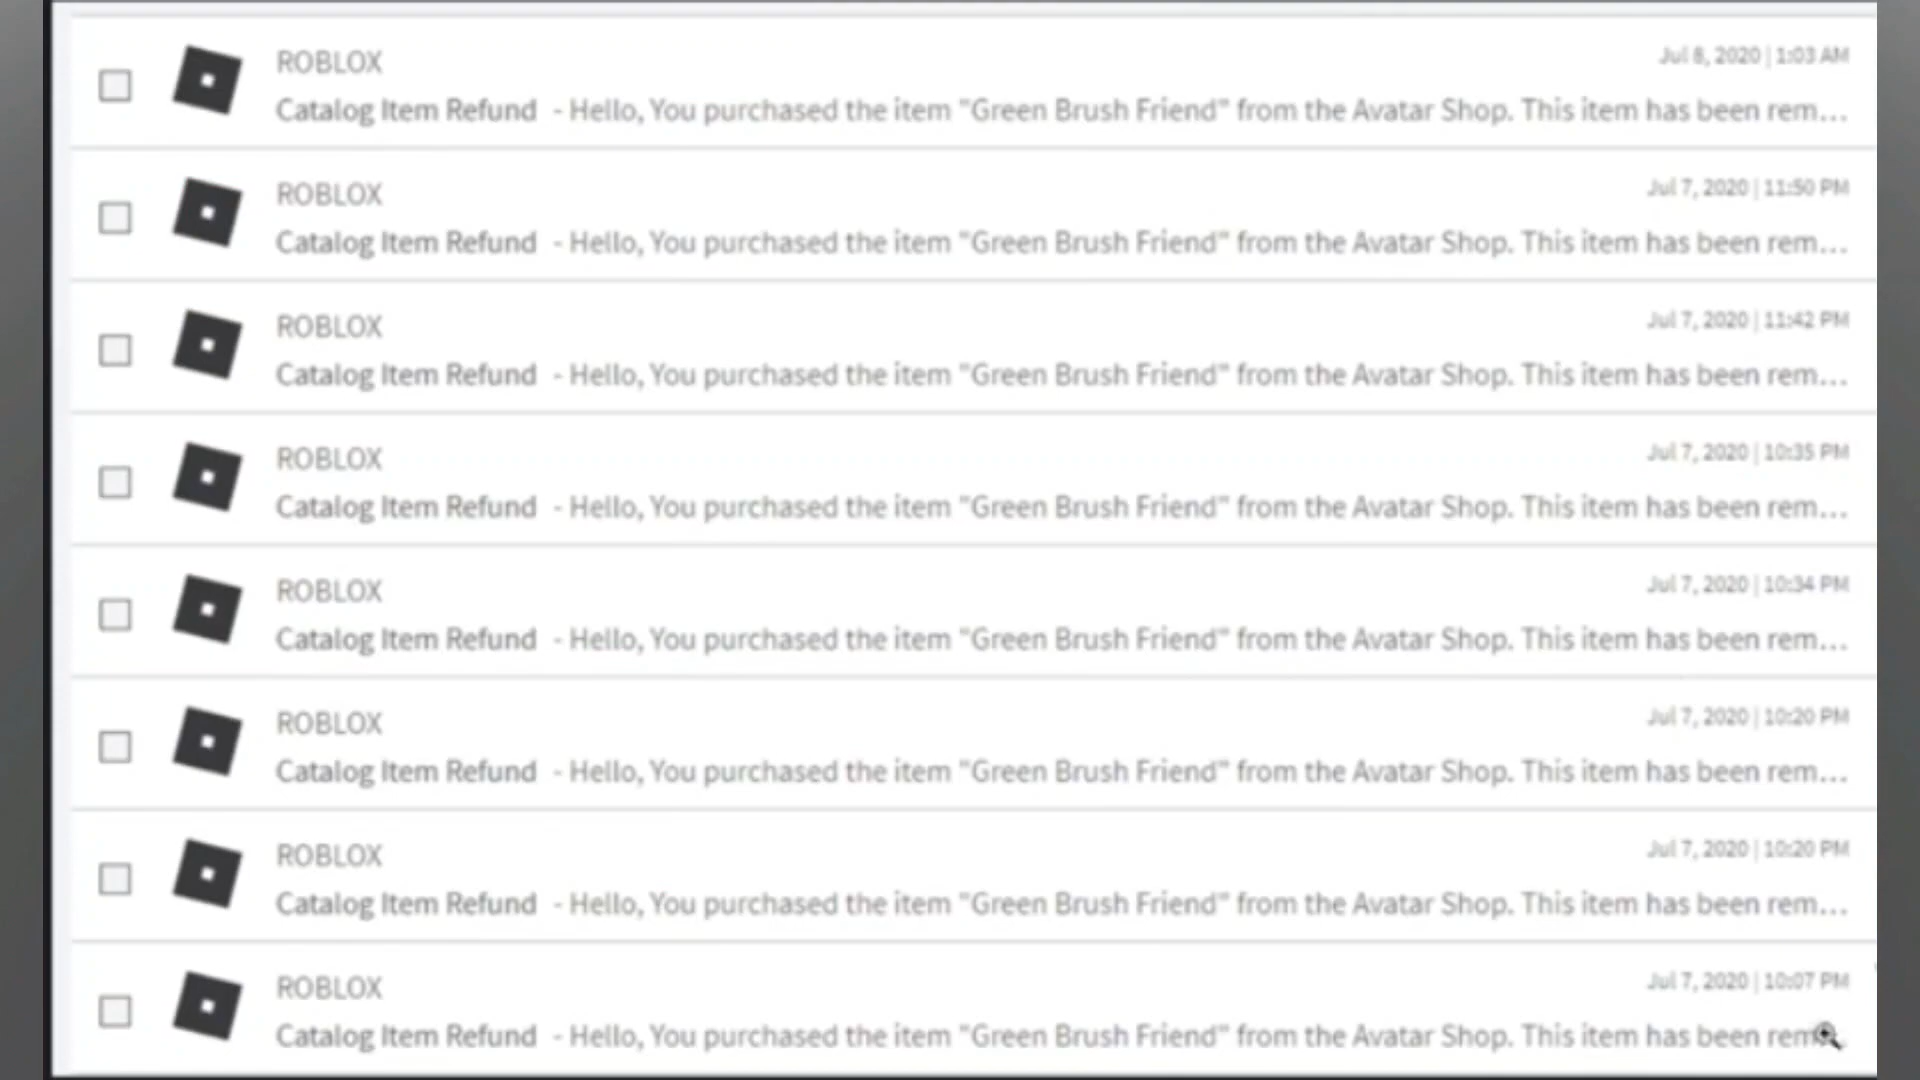 ROBLOX
Jul 8, 2020 | 1:03 AM
Catalog Item Refund - Hello, You purchased the item "Green Brush Friend" from the Avatar Shop. This item has been rem...
ROBLOX
Jul 7, 2020 | 11:50 PM
Catalog Item Refund - Hello, You purchased the item "Green Brush Friend" from the Avatar Shop. This item has been rem...
ROBLOX
Jul 7, 2020 | 11:42 PM
Catalog Item Refund - Hello, You purchased the item "Green Brush Friend" from the Avatar Shop. This item has been rem...
ROBLOX
Jul 7, 2020 | 10:35 PM
Catalog Item Refund - Hello, You purchased the item "Green Brush Friend" from the Avatar Shop. This item has been rem...
ROBLOX
Jul 7, 2020 | 10:34 PM
Catalog Item Refund - Hello, You purchased the item "Green Brush Friend" from the Avatar Shop. This item has been rem...
ROBLOX
Jul 7, 2020 | 10:20 PM
Catalog Item Refund - Hello, You purchased the item "Green Brush Friend" from the Avatar Shop. This item has been rem...
ROBLOX
Jul 7, 2020 | 10:20 PM
Catalog Item Refund - Hello, You purchased the item "Green Brush Friend" from the Avatar Shop. This item has been rem...
ROBLOX
Jul 7, 2020 | 10:07 PM
Catalog Item Refund - Hello, You purchased the item "Green Brush Friend" from the Avatar Shop. This item has been rem